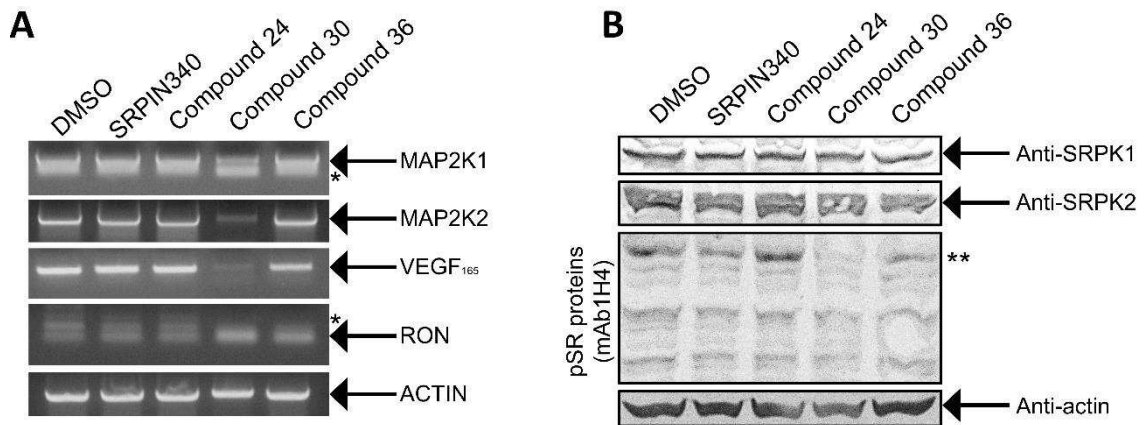 A
DMSO
SRPIN340
Compound 24
Compound 30
Compound 36
MAP2K1
*
MAP2K2
VEGF₁₆₅
*
RON
ACTIN
B
DMSO
SRPIN340
Compound 24
Compound 30
Compound 36
Anti-SRPK1
Anti-SRPK2
pSR proteins
(mAb1H4)
**
Anti-actin